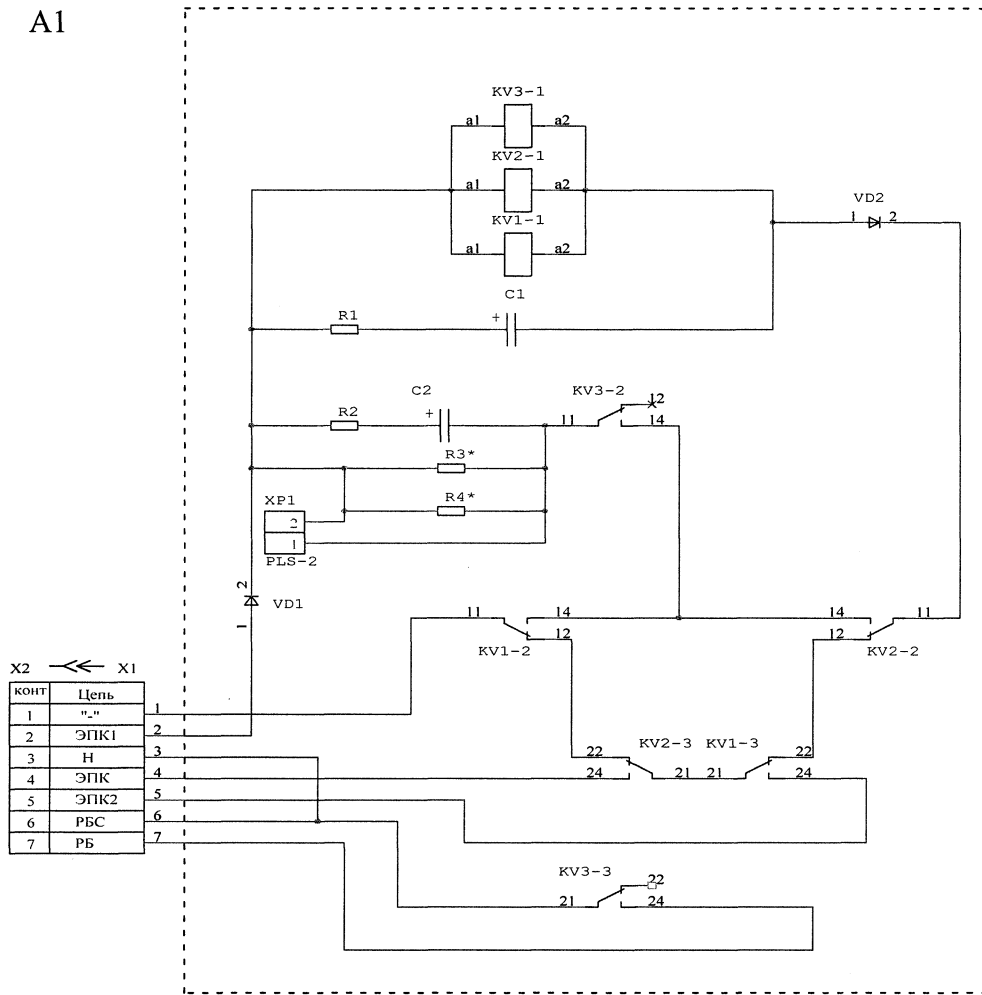 A1
KV3-1
a1 a2
KV2-1
a1 a2
KV1-1
a1 a2
VD2
1 2
C1
R1 +
C2
R2 +
KV3-2
12
11 14
R3*
R4*
XP1
2
1
PLS-2
2
VD1
1
11 14
12
KV1-2
14 11
12
KV2-2
X2 X1
конт Цепь
1 "-" 1
2 ЭПК1 2
3 Н 3
4 ЭПК 4
5 ЭПК2 5
6 РБС 6
7 РБ 7
KV2-3 KV1-3
22 22
24 21 21 24
KV3-3
22
21 24